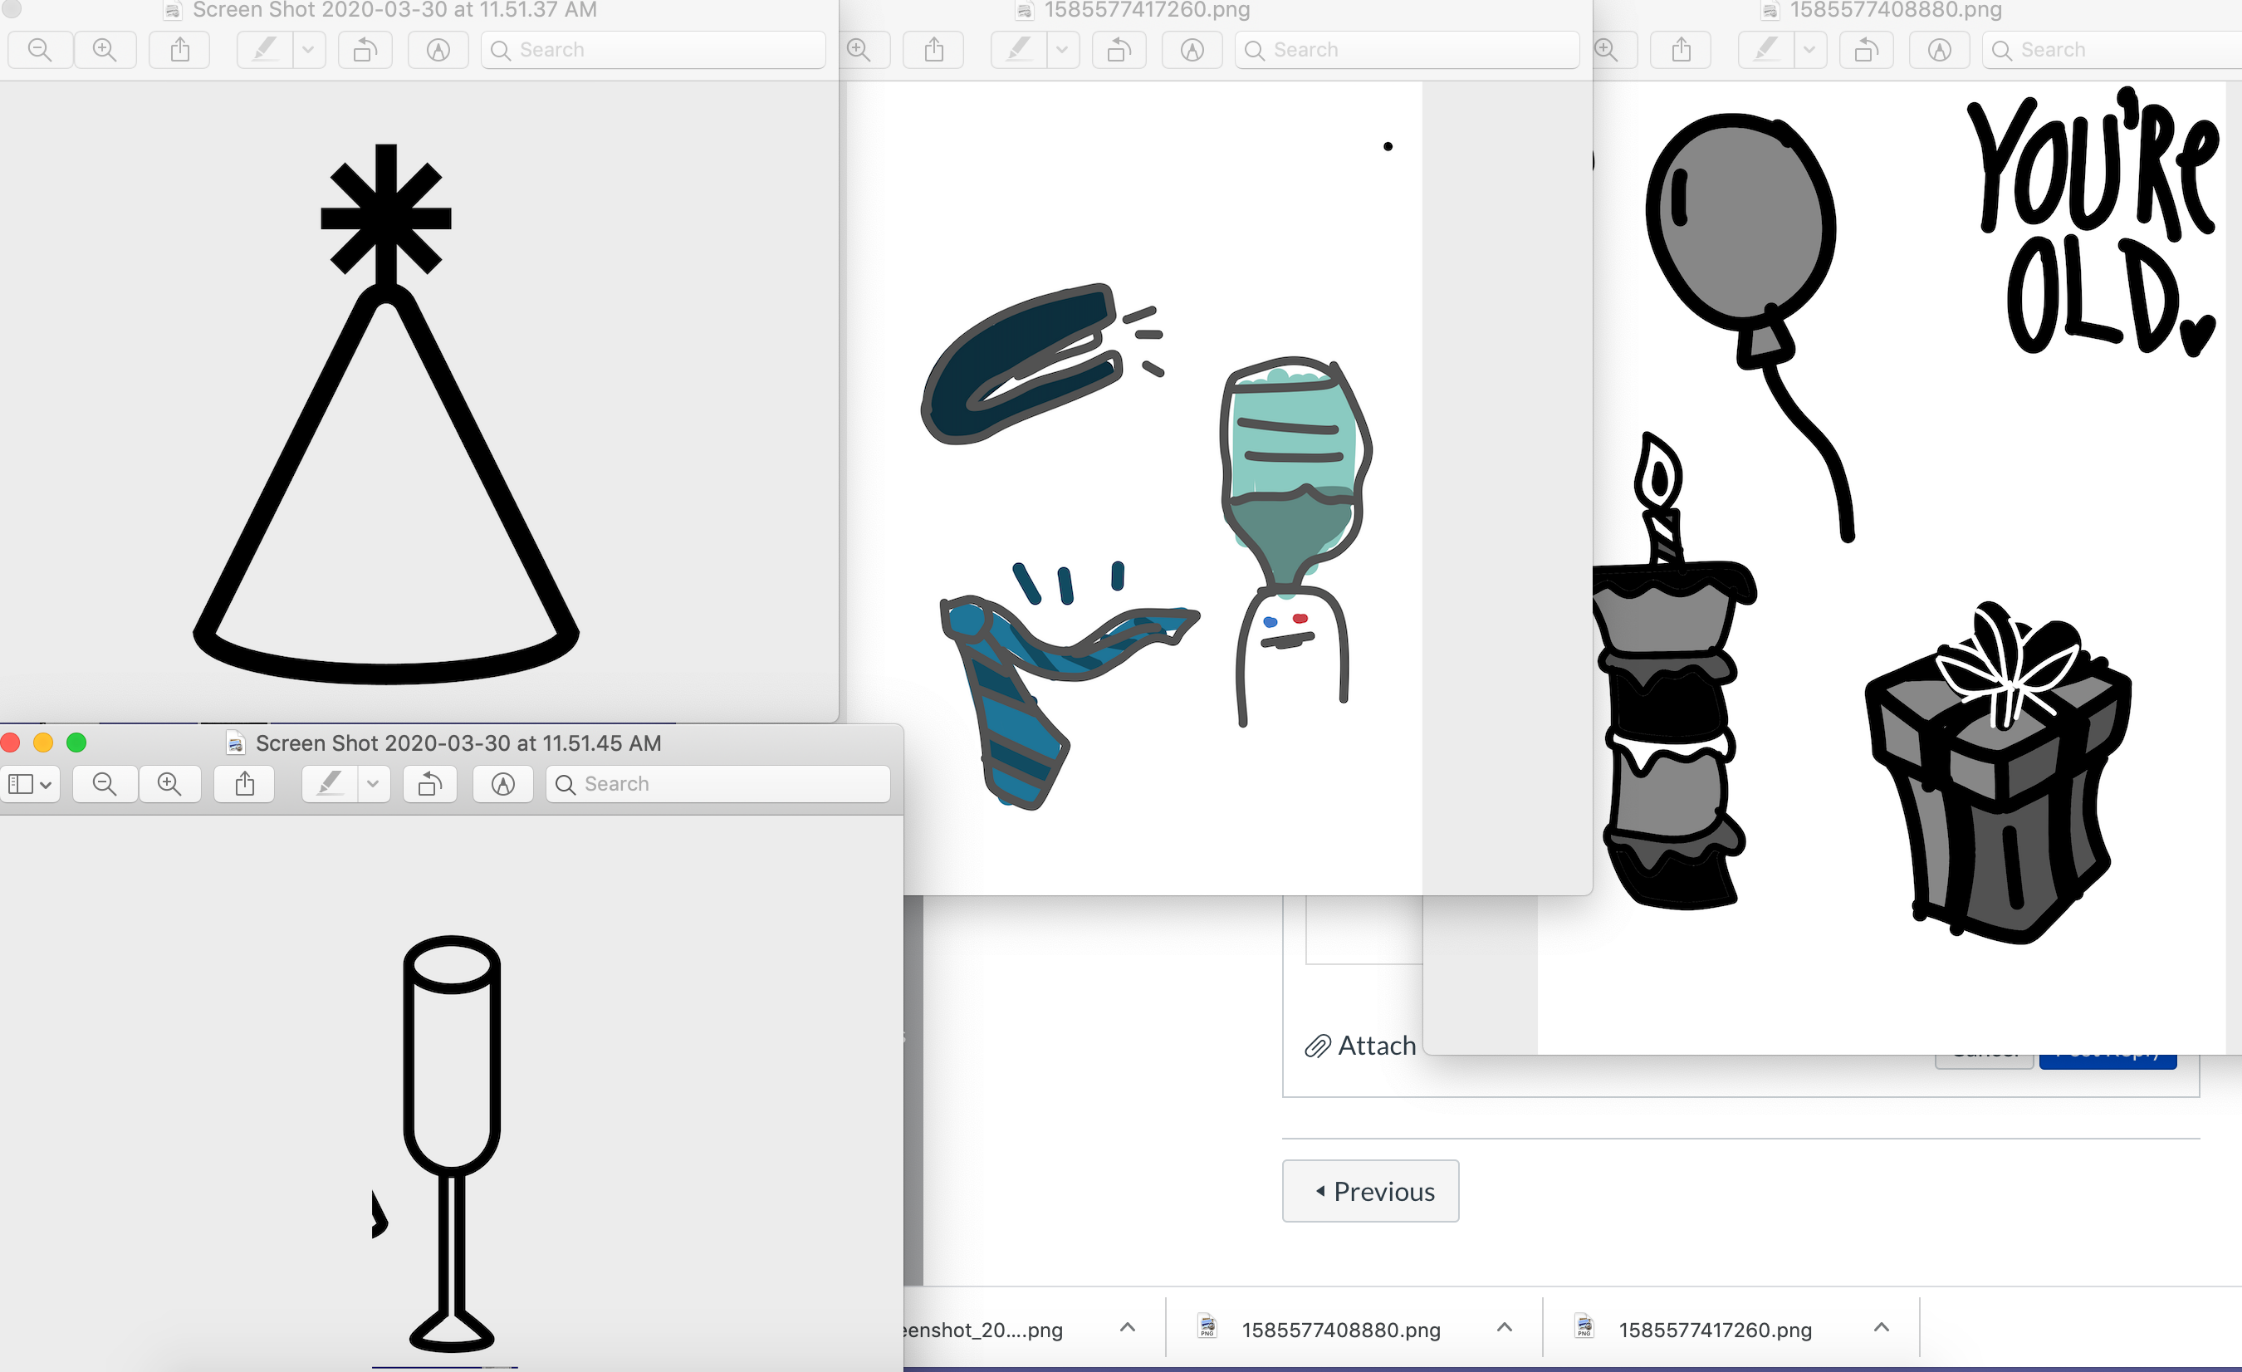 Screen Shot 2020-03-30 at 11.51.37 AM
Search
1585577417260.png
Search
1585577408880.png
Search
YOU'Re
OLD
Screen Shot 2020-03-30 at 11.51.45 AM
Search
Attach
Previous
eenshot_20....png
1585577408880.png
1585577417260.png